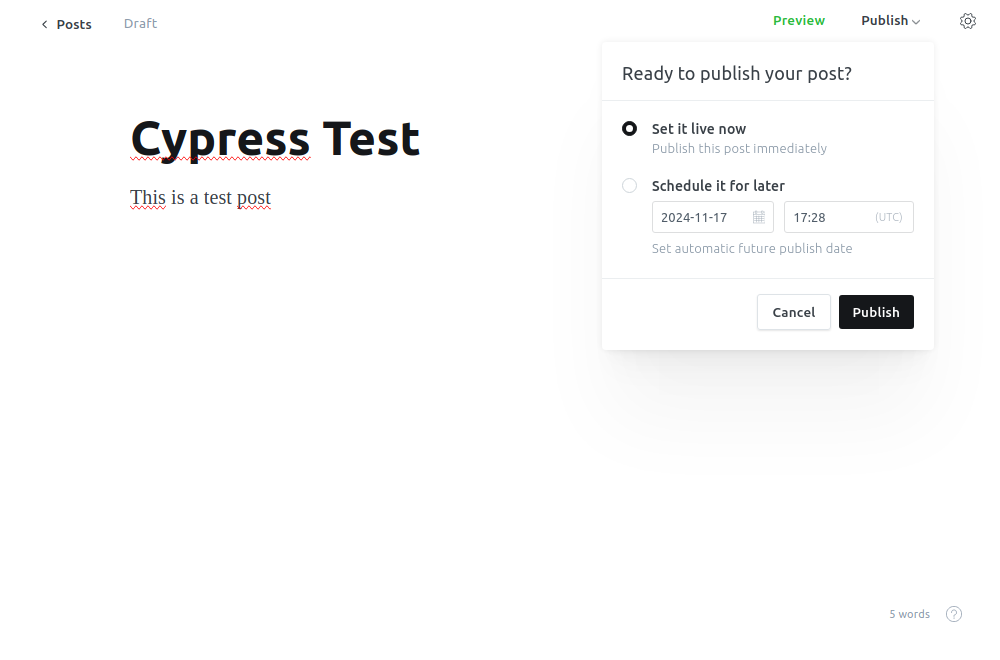 Posts Draft Preview Publish
Ready to publish your post?
Cypress Test
This is a test post
Set it live now
Publish this post immediately
Schedule it for later
2024-11-17 17:28 (UTC)
Set automatic future publish date
Cancel Publish
5 words ?